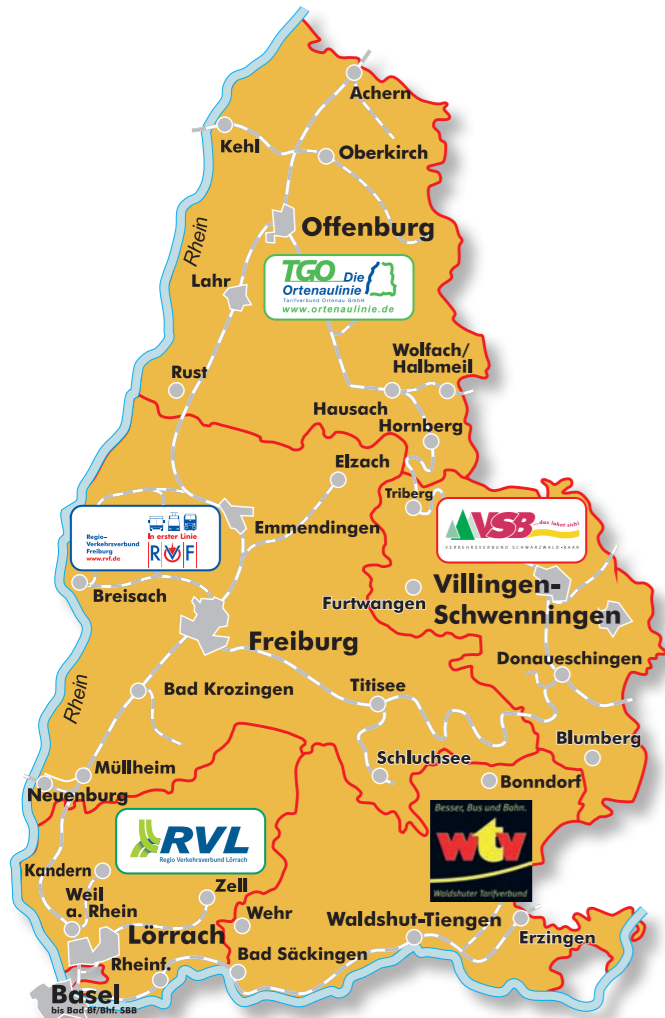 Achern
Kehl
Oberkirch
Rhein
Offenburg
TGO Die
Ortenaulinie
Tarifverbund Ortenau GmbH
www.ortenaulinie.de
Lahr
Wolfach/
Halbmeil
Rust
Hausach
Hornberg
Elzach
Triberg
VSB ...das lohnt sich!
VERKEHRSVERBUND SCHWARZWALD-BAAR
Regio-
Verkehrsverbund
Freiburg
www.rvf.de
In erster Linie
RVF
Emmendingen
Breisach
Furtwangen
Villingen-
Schwenningen
Freiburg
Donaueschingen
Rhein
Bad Krozingen
Titisee
Blumberg
Müllheim
Schluchsee
Bonndorf
Neuenburg
RVL
Regio Verkehrsverbund Lörrach
Besser, Bus und Bahn.
wtv
Waldshuter Tarifverbund
Kandern
Zell
Weil
a. Rhein
Wehr
Waldshut-Tiengen
Erzingen
Lörrach
Bad Säckingen
Rheinf.
Basel
bis Bad Bf/Bhf. SBB